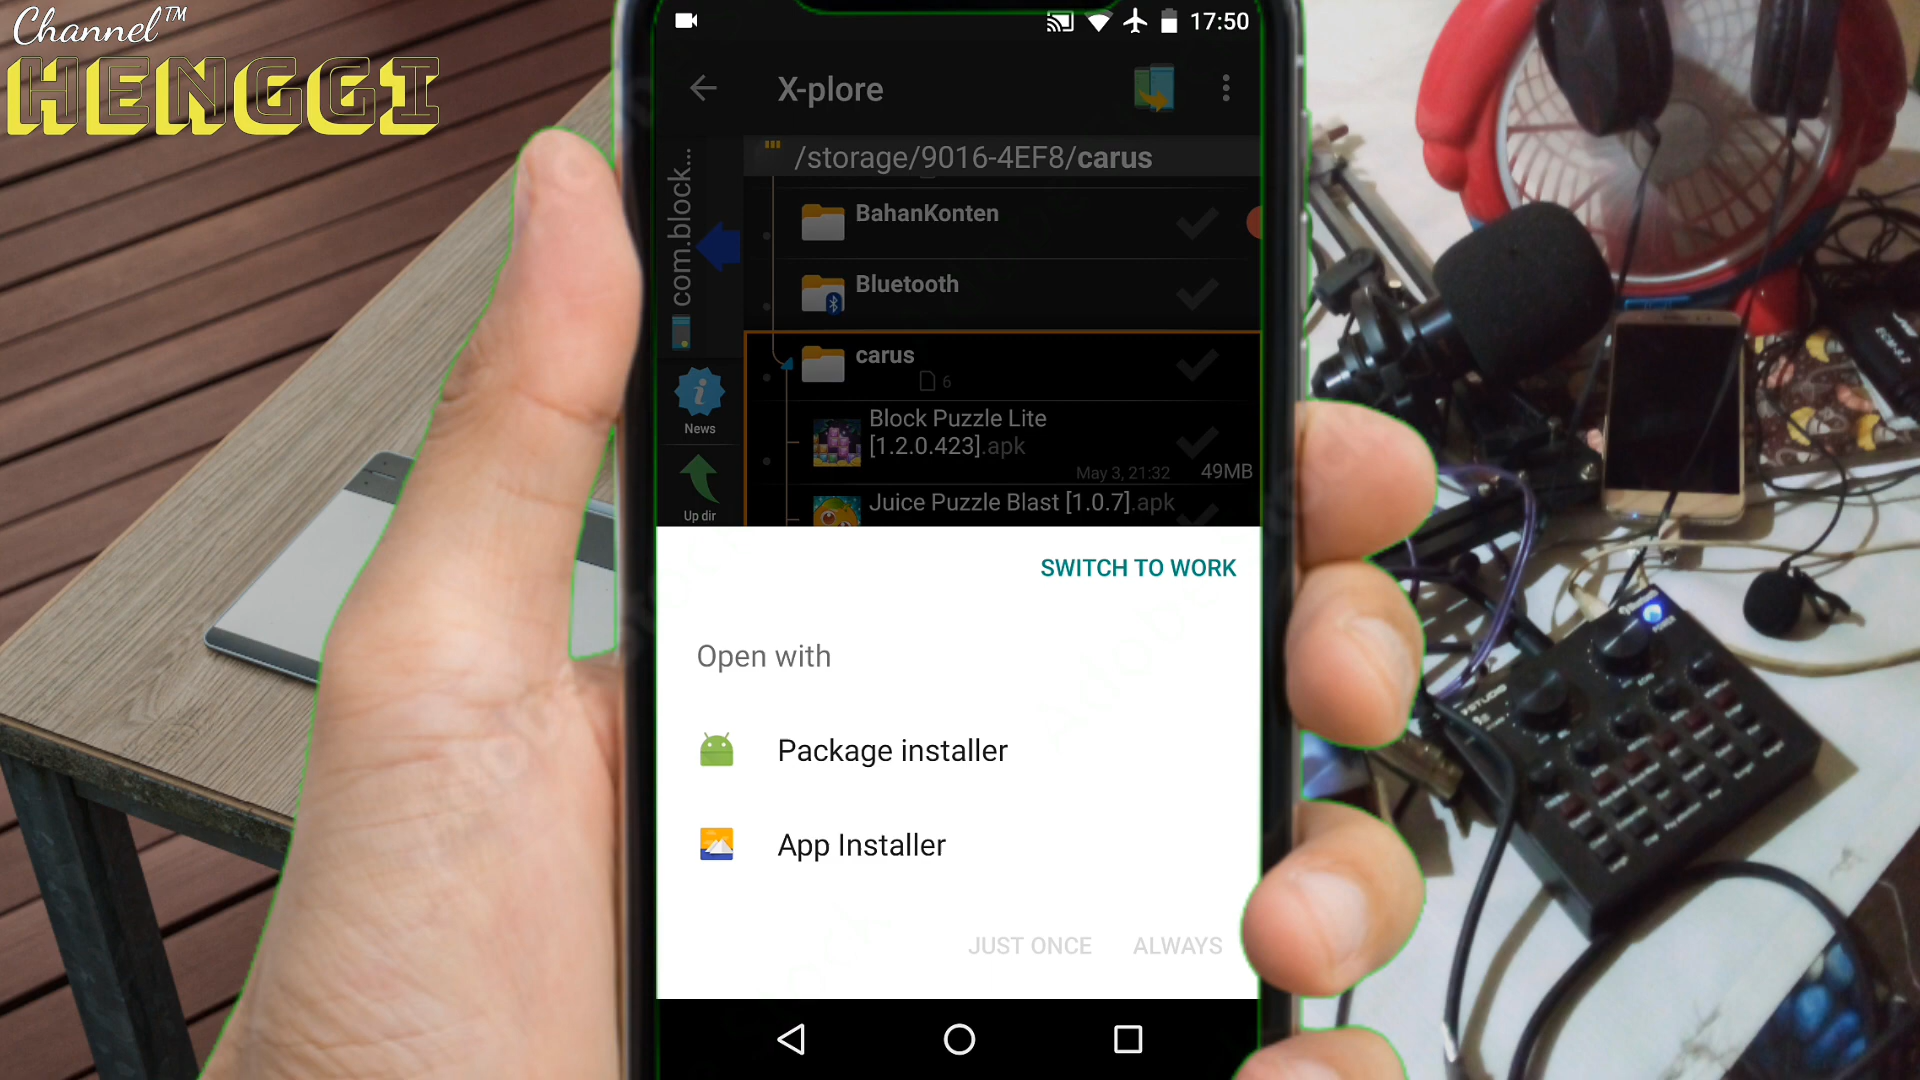 Channel™
HENGGI
17:50
X-plore
/storage/9016-4EF8/carus
com.block...
BahanKonten
Bluetooth
carus
6
News
Block Puzzle Lite
[1.2.0.423].apk
May 3, 21:32 49MB
Juice Puzzle Blast [1.0.7].apk
Up dir
SWITCH TO WORK
Open with
Package installer
App Installer
JUST ONCE ALWAYS
POWER